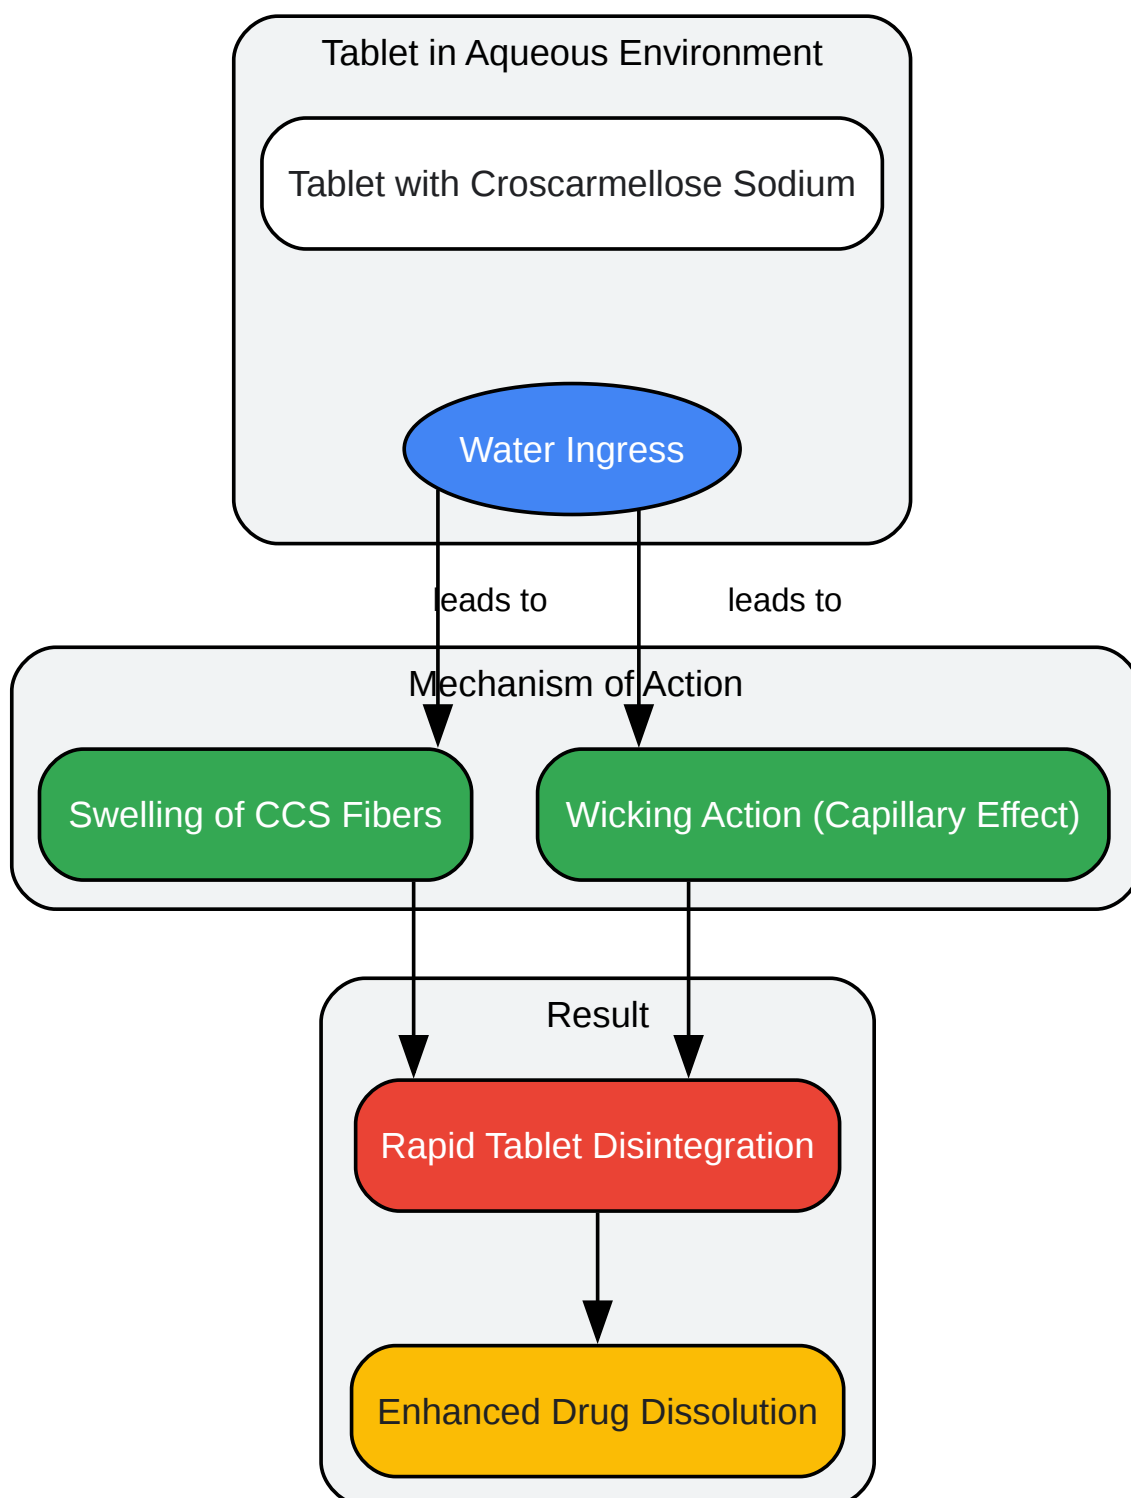 Tablet in Aqueous Environment
Tablet with Croscarmellose Sodium
Water Ingress
leads to
leads to
Mechanism of Action
Swelling of CCS Fibers
Wicking Action (Capillary Effect)
Result
Rapid Tablet Disintegration
Enhanced Drug Dissolution